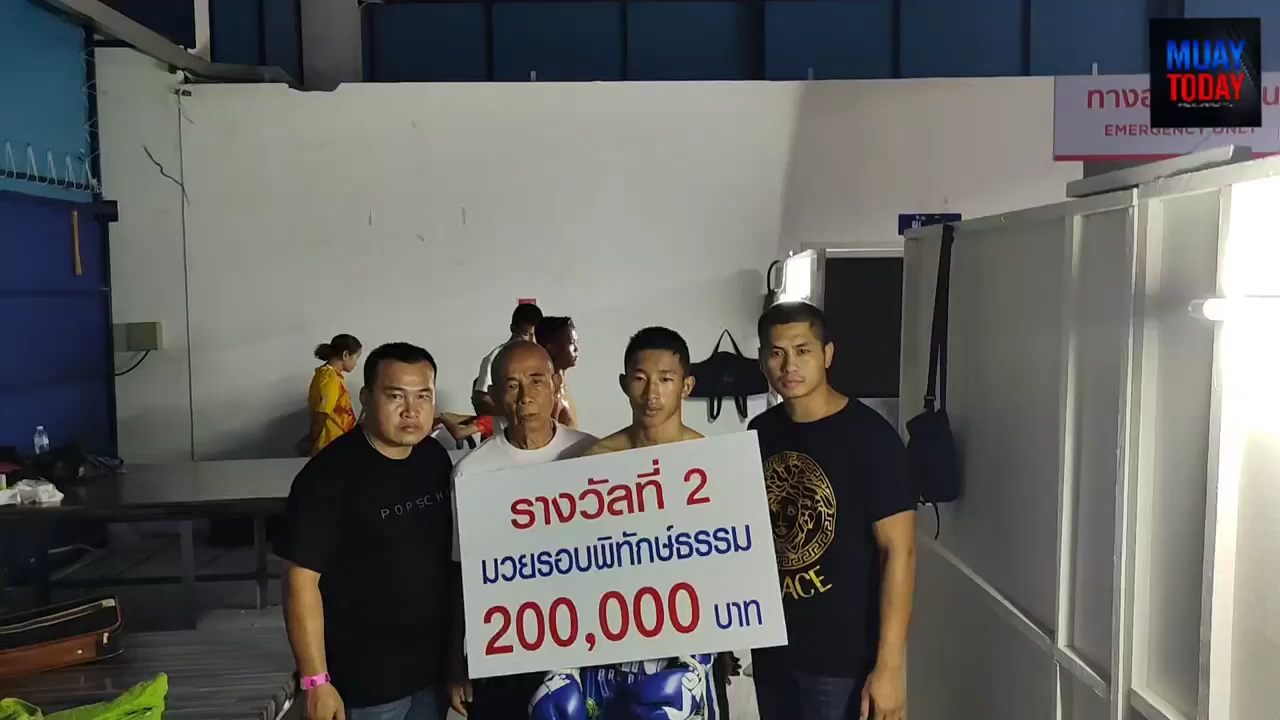 MUAY
TODAY
EMERGENCY ONLY
POPSC
รางวัลที่ 2
มวยรอบพิทักษ์ธรรม
200,000 บาท
ACE